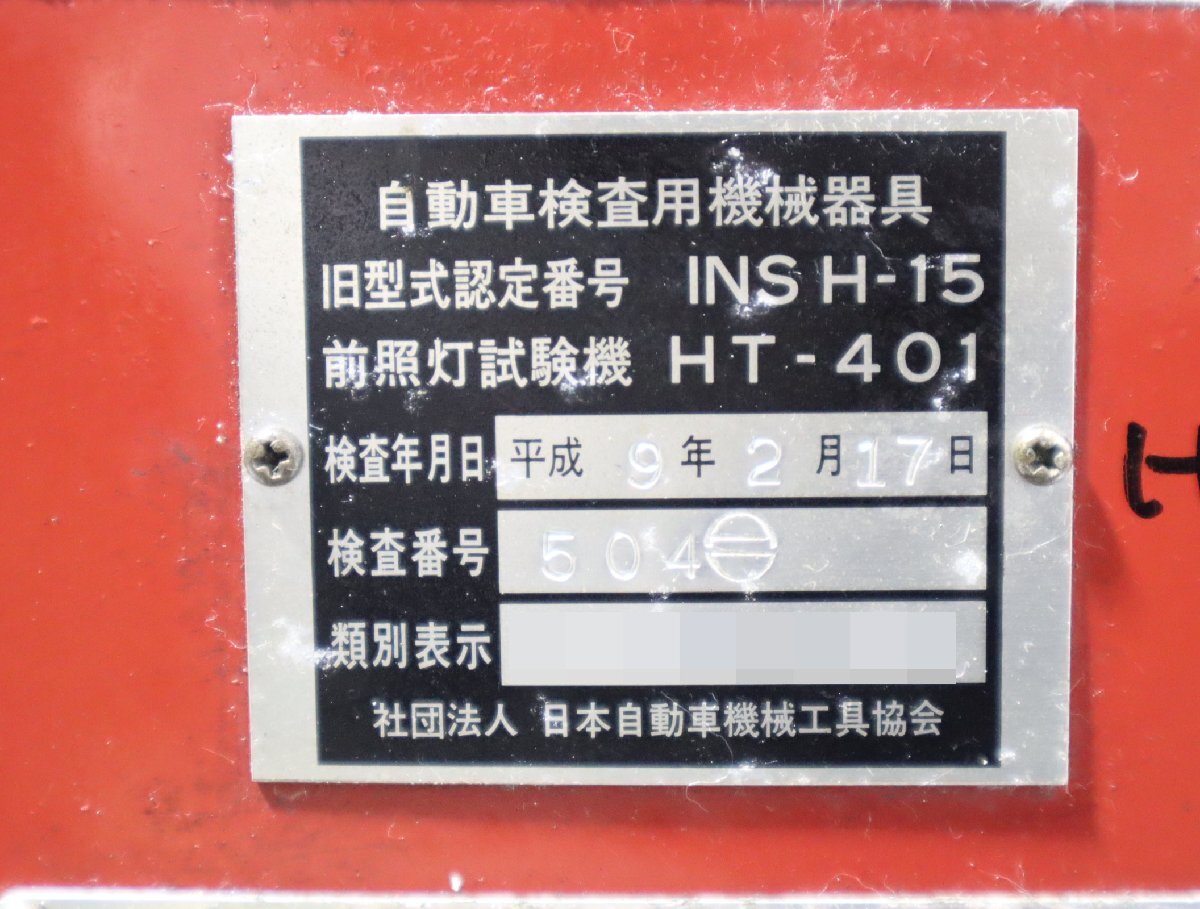 自動車検査用機械器具
旧型式認定番号 INS H-15
前照灯試験機 HT-401
検査年月日 平成 9 年 2 月 17 日
検査番号 504
類別表示
社団法人 日本自動車機械工具協会
H